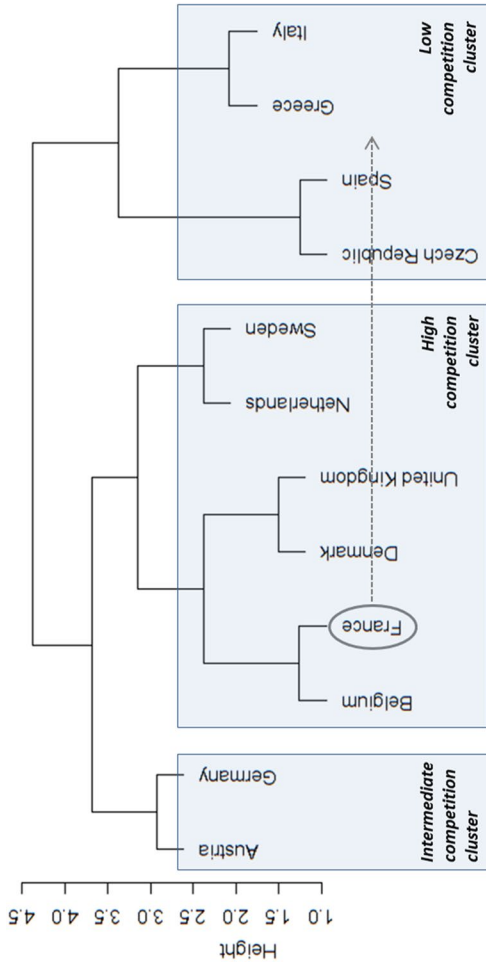 Italy
Greece
Spain
Czech Republic
Low
competition
cluster
Sweden
Netherlands
United Kingdom
Denmark
France
Belgium
High
competition
cluster
Germany
Austria
Intermediate
competition
cluster
4.5 4.0 3.5 3.0 2.5 2.0 1.5 1.0
Height